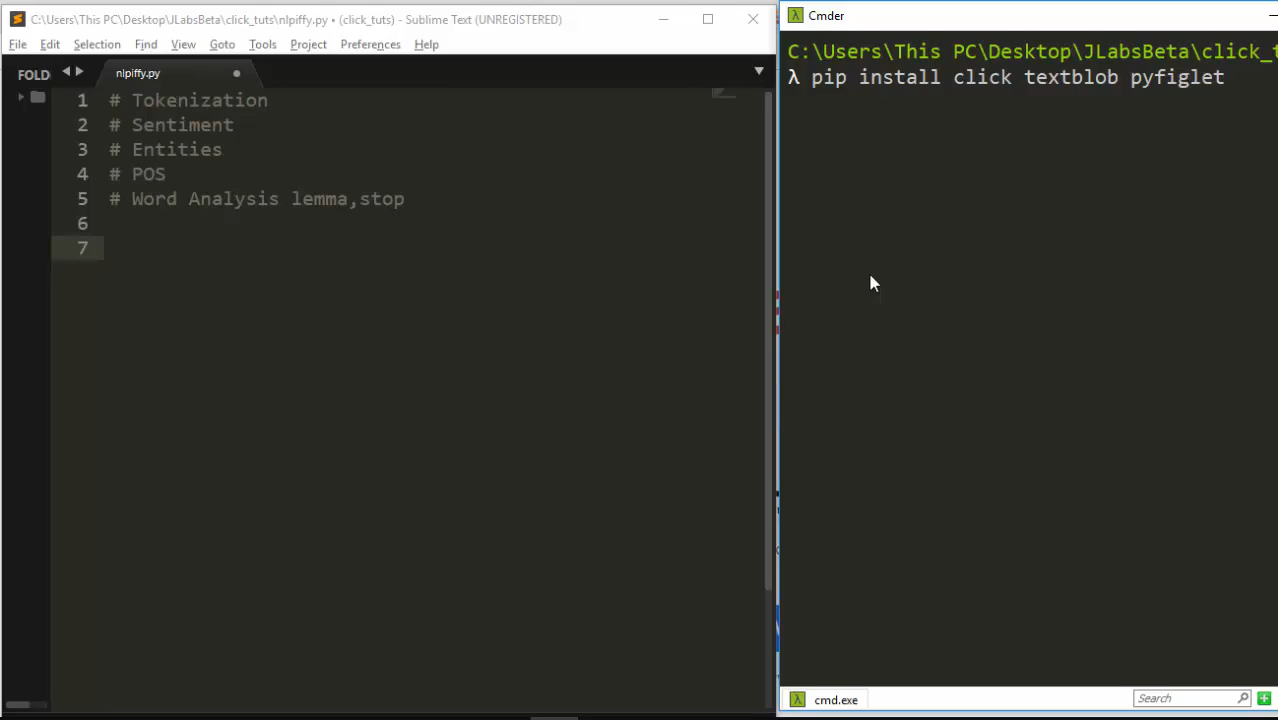 C:\Users\This PC\Desktop\JLabsBeta\click_tuts\nlpiffy.py • (click_tuts) - Sublime Text (UNREGISTERED)
File Edit Selection Find View Goto Tools Project Preferences Help
FOLD
nlpiffy.py
1 # Tokenization
2 # Sentiment
3 # Entities
4 # POS
5 # Word Analysis lemma,stop
6
7
Cmder
C:\Users\This PC\Desktop\JLabsBeta\click_t
λ pip install click textblob pyfiglet
cmd.exe
Search